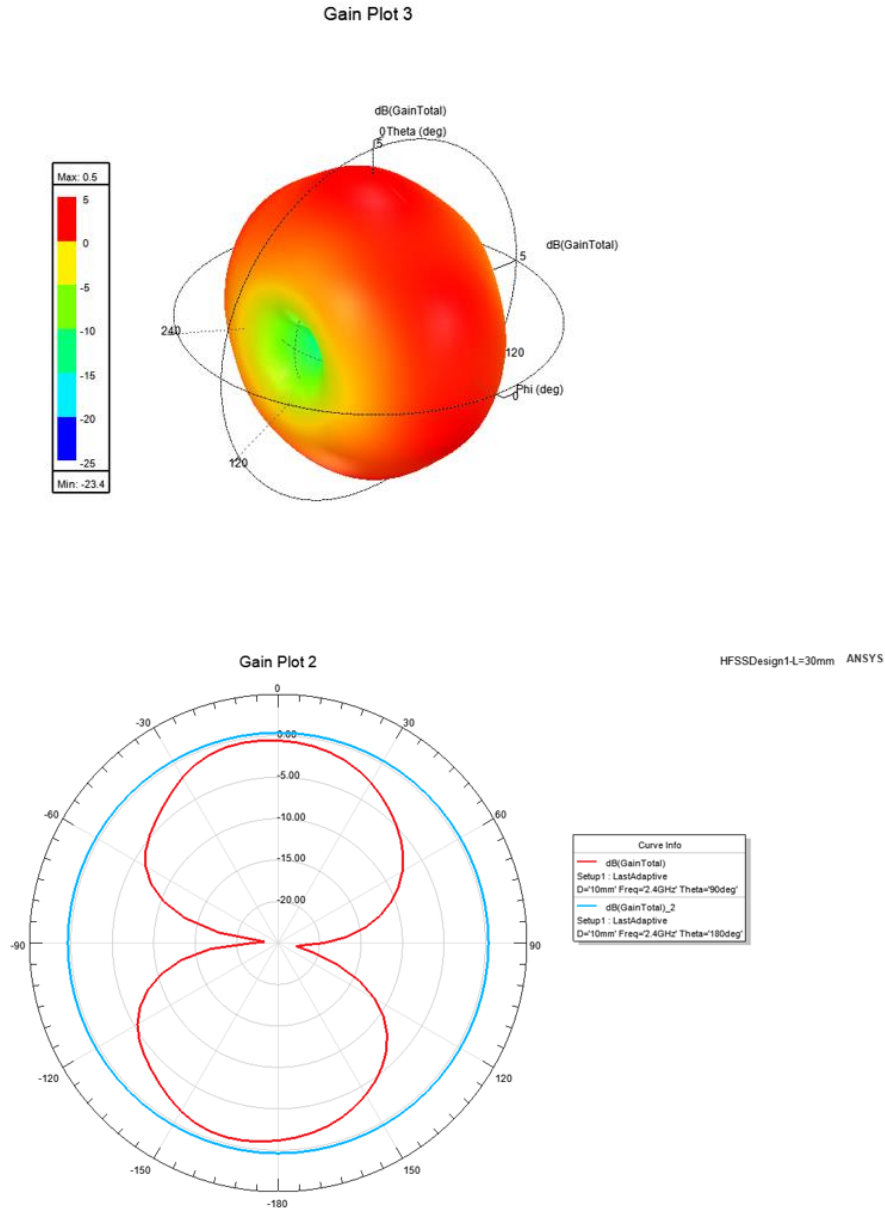 Gain Plot 3
dB(GainTotal)
0Theta (deg)
5
Max: 0.5
5
0
-5
-10
-15
-20
-25
Min: -23.4
dB(GainTotal)
5
240
120
Phi (deg)
0
120
Gain Plot 2
HFSSDesign1-L=30mm ANSYS
0
-30
30
0.00
-60
-5.00
60
-10.00
-15.00
-20.00
-90
90
-120
120
-150
150
-180
Curve Info
dB(GainTotal)
Setup1 : LastAdaptive
D='10mm' Freq='2.4GHz' Theta='90deg'
dB(GainTotal)_2
Setup1 : LastAdaptive
D='10mm' Freq='2.4GHz' Theta='180deg'